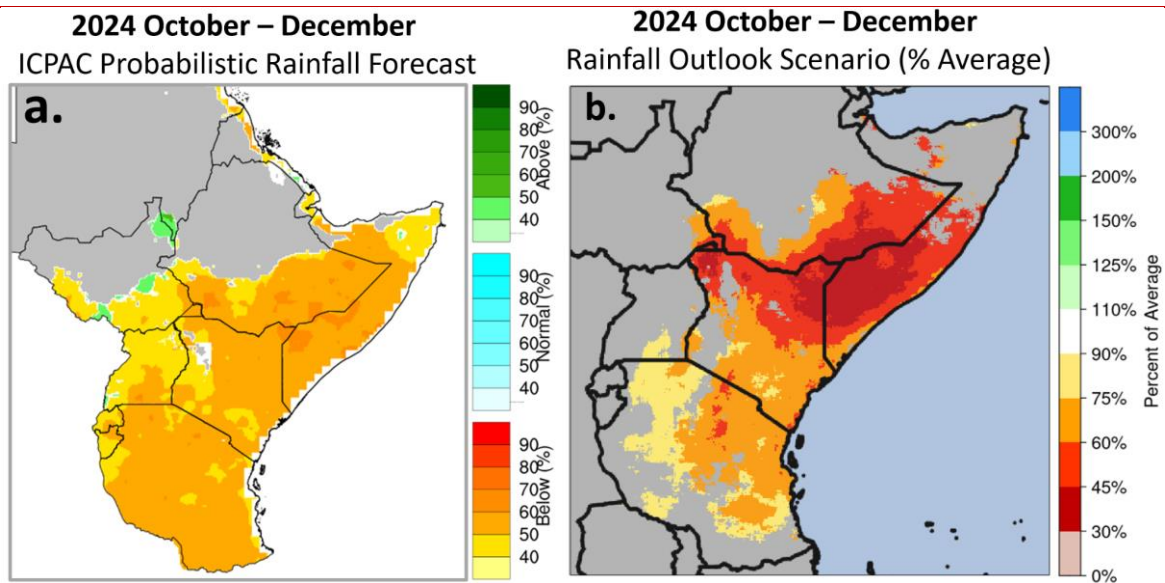 2024 October – December
ICPAC Probabilistic Rainfall Forecast
a.
90
80
70
60
50
40
Above (%)
90
80
70
60
50
40
Normal (%)
90
80
70
60
50
40
Below (%)
2024 October – December
Rainfall Outlook Scenario (% Average)
b.
300%
200%
150%
125%
110%
90%
75%
60%
45%
30%
0%
Percent of Average